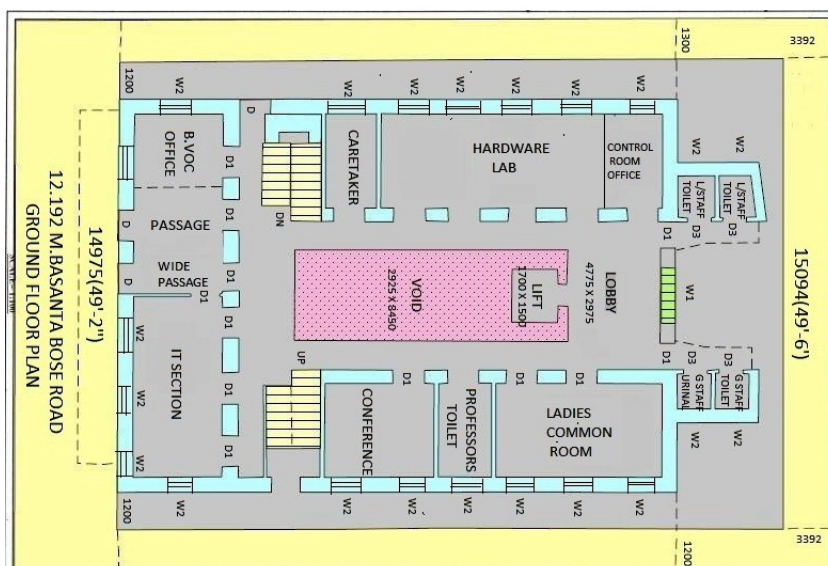 3392
1300
1200
W2
W2
W2
W2
W2
W2
W2
W2
W2
D
B.VOC
OFFICE
D1
CARETAKER
HARDWARE
LAB
CONTROL
ROOM
OFFICE
L/STAFF
TOILET
L/STAFF
TOILET
D3
D3
DN
D1
D
PASSAGE
D1
WIDE
PASSAGE
D
D1
VOID
2925 X 8450
LIFT
1700 X 1500
LOBBY
4775 X 2975
W1
15094(49'-6')
14975(49'-2")
12.192 M.BASANTA BOSE ROAD
GROUND FLOOR PLAN
W2
D1
IT SECTION
W2
D1
W2
D1
UP
D1
D1
D1
D1
D3
D3
CONFERENCE
PROFESSORS
TOILET
LADIES
COMMON
ROOM
G STAFF
URINAL
G STAFF
TOILET
W2
W2
W2
W2
W2
W2
W2
W2
W2
1200
1200
3392